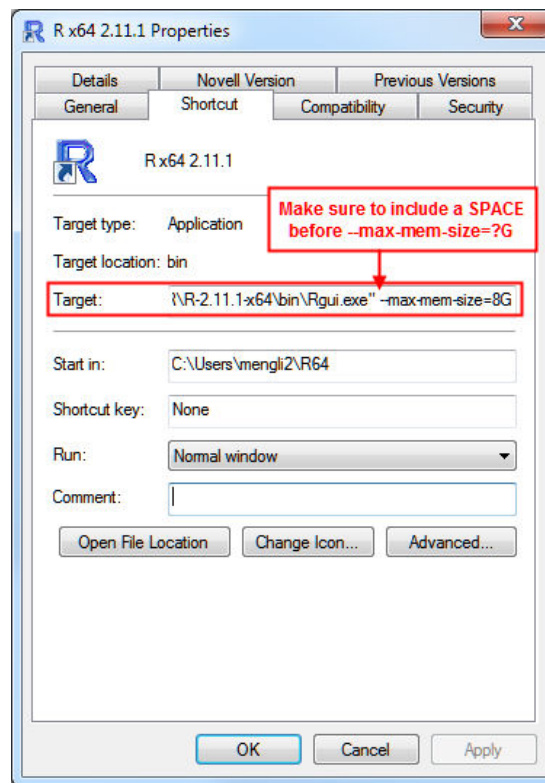 R x64 2.11.1 Properties
Details Novell Version Previous Versions
General Shortcut Compatibility Security
R x64 2.11.1
Make sure to include a SPACE
before --max-mem-size=?G
Target type: Application
Target location: bin
Target: \R-2.11.1-x64\bin\Rgui.exe" --max-mem-size=8G
Start in: C:\Users\mengli2\R64
Shortcut key: None
Run: Normal window
Comment:
Open File Location Change Icon... Advanced...
OK Cancel Apply